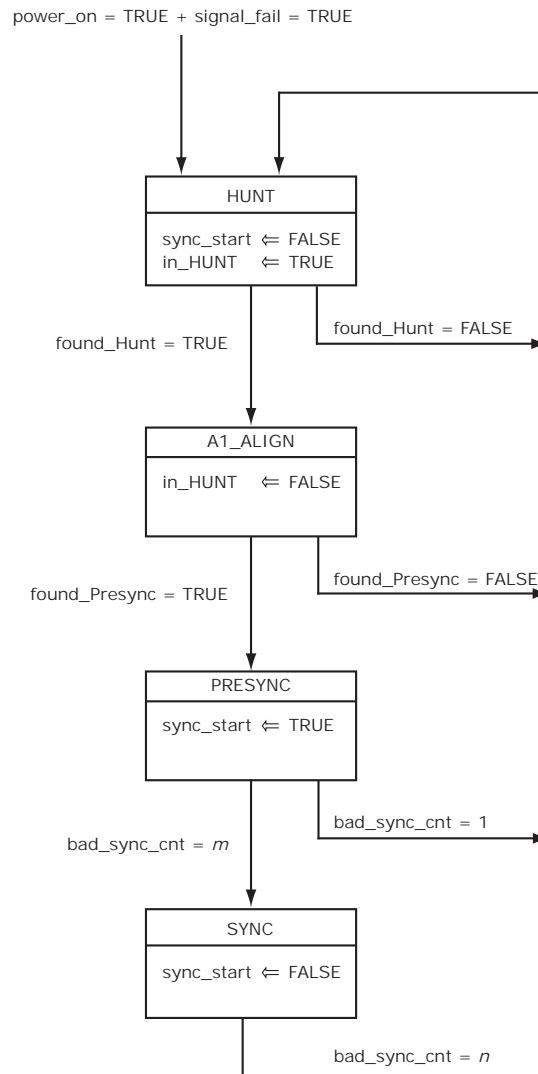 power_on = TRUE + signal_fail = TRUE
HUNT
sync_start ⇐ FALSE
in_HUNT ⇐ TRUE
found_Hunt = TRUE
found_Hunt = FALSE
A1_ALIGN
in_HUNT ⇐ FALSE
found_Presync = TRUE
found_Presync = FALSE
PRESYNC
sync_start ⇐ TRUE
bad_sync_cnt = m
bad_sync_cnt = 1
SYNC
sync_start ⇐ FALSE
bad_sync_cnt = n